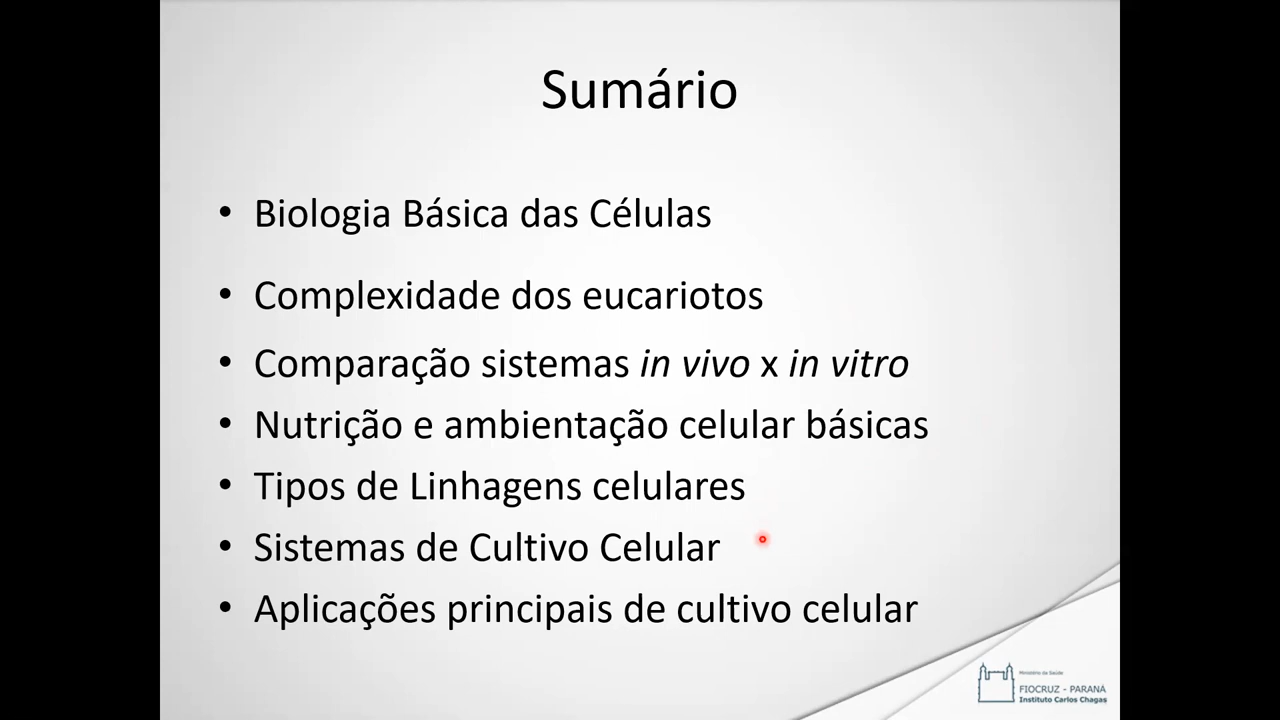 Sumário
• Biologia Básica das Células
• Complexidade dos eucariotos
• Comparação sistemas in vivo x in vitro
• Nutrição e ambientação celular básicas
• Tipos de Linhagens celulares
• Sistemas de Cultivo Celular
• Aplicações principais de cultivo celular
Ministério da Saúde
FIOCRUZ - PARANÁ
Instituto Carlos Chagas